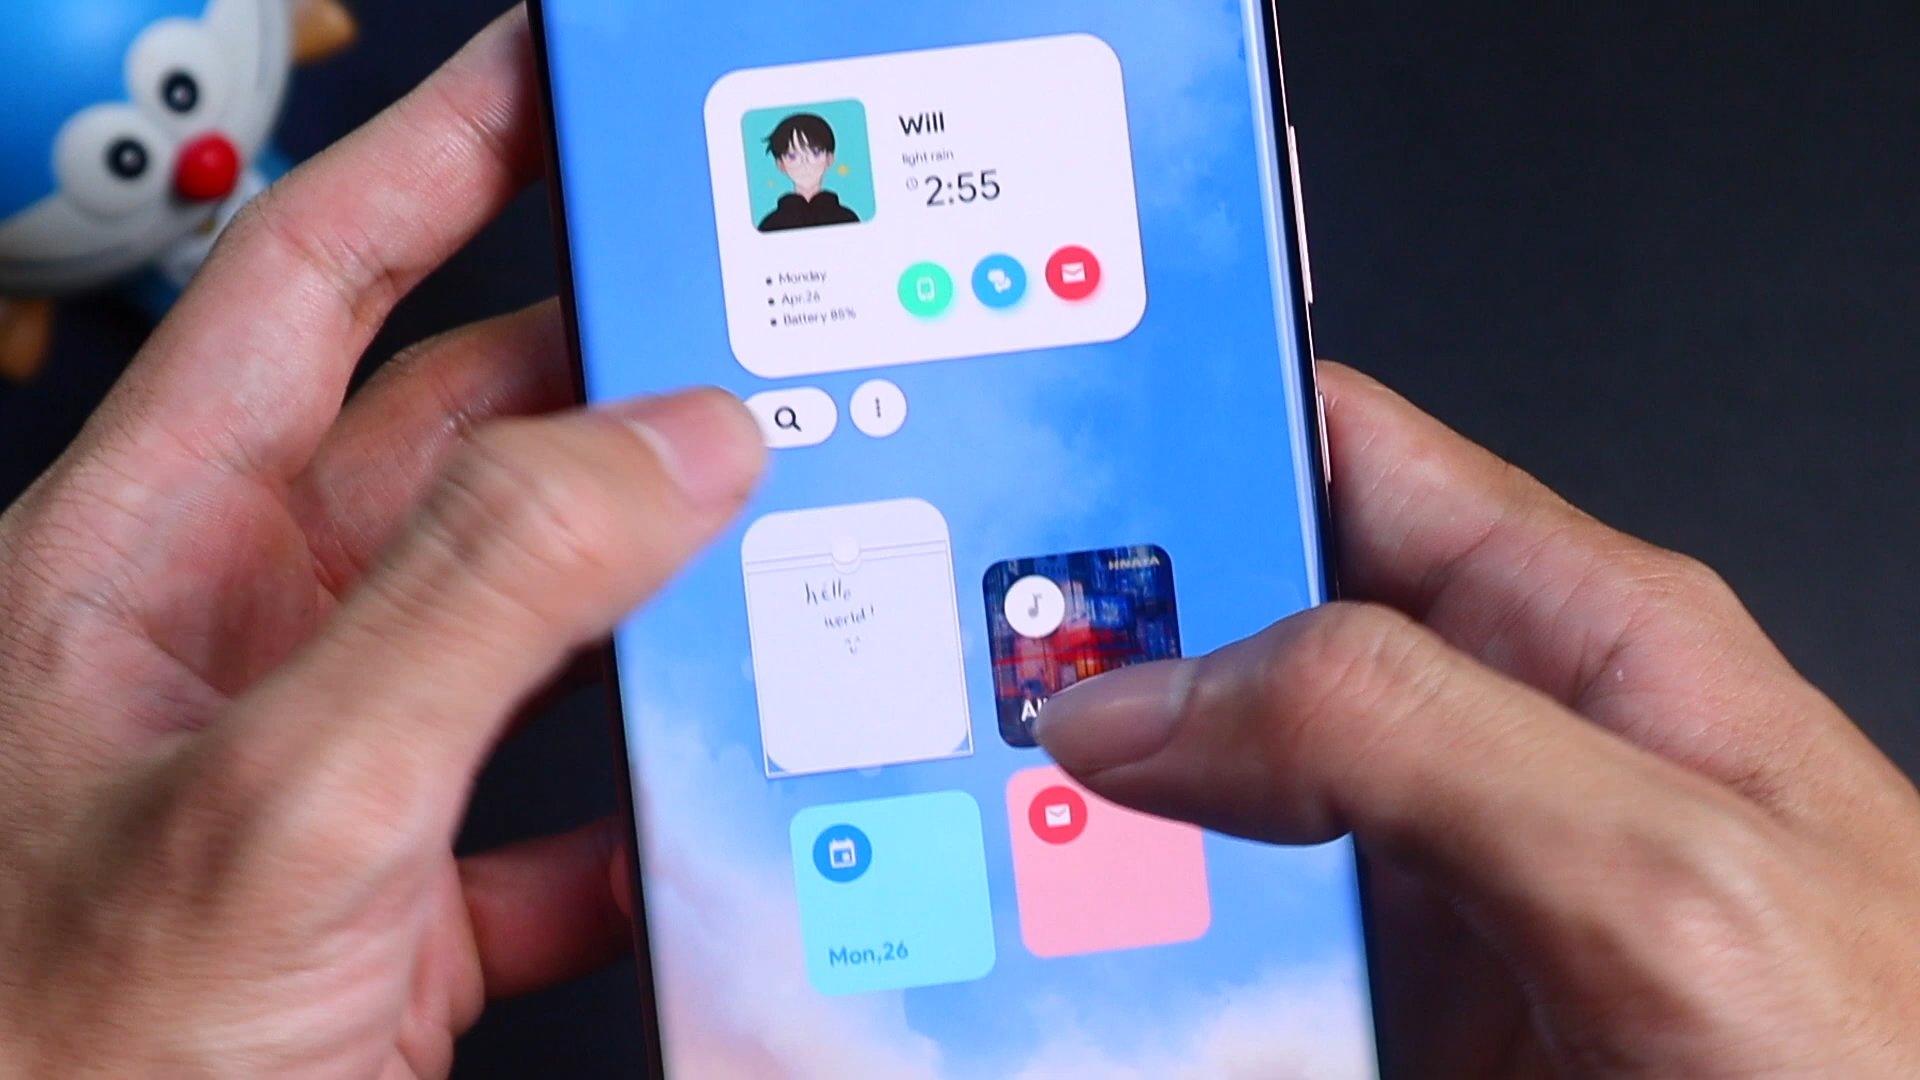 Will
light rain
2:55
Monday
Apr.26
Battery 85%
hello
world!
Mon,26